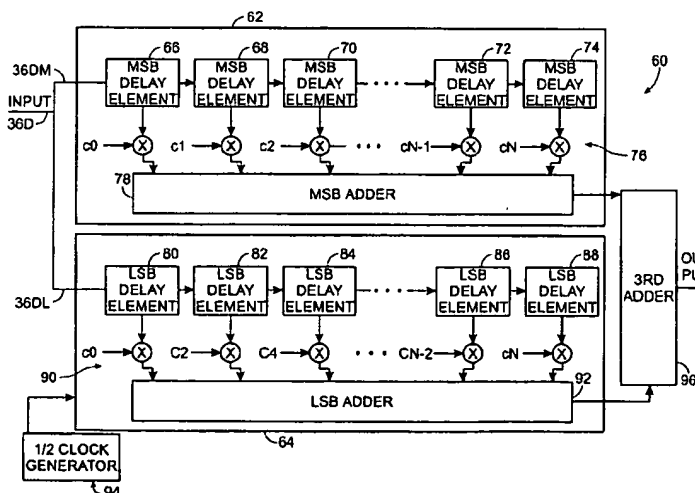 62
66 68 70 72 74
36DM
MSB DELAY ELEMENT
MSB DELAY ELEMENT
MSB DELAY ELEMENT
MSB DELAY ELEMENT
MSB DELAY ELEMENT
60
INPUT
36D
c0 X c1 X c2 X cN-1 X cN X
76
78
MSB ADDER
80 82 84 86 88
LSB DELAY ELEMENT
LSB DELAY ELEMENT
LSB DELAY ELEMENT
LSB DELAY ELEMENT
LSB DELAY ELEMENT
36DL
3RD ADDER
OU
PU
c0 X C2 X C4 X CN-2 X cN X
90
92
LSB ADDER
96
64
1/2 CLOCK GENERATOR
94